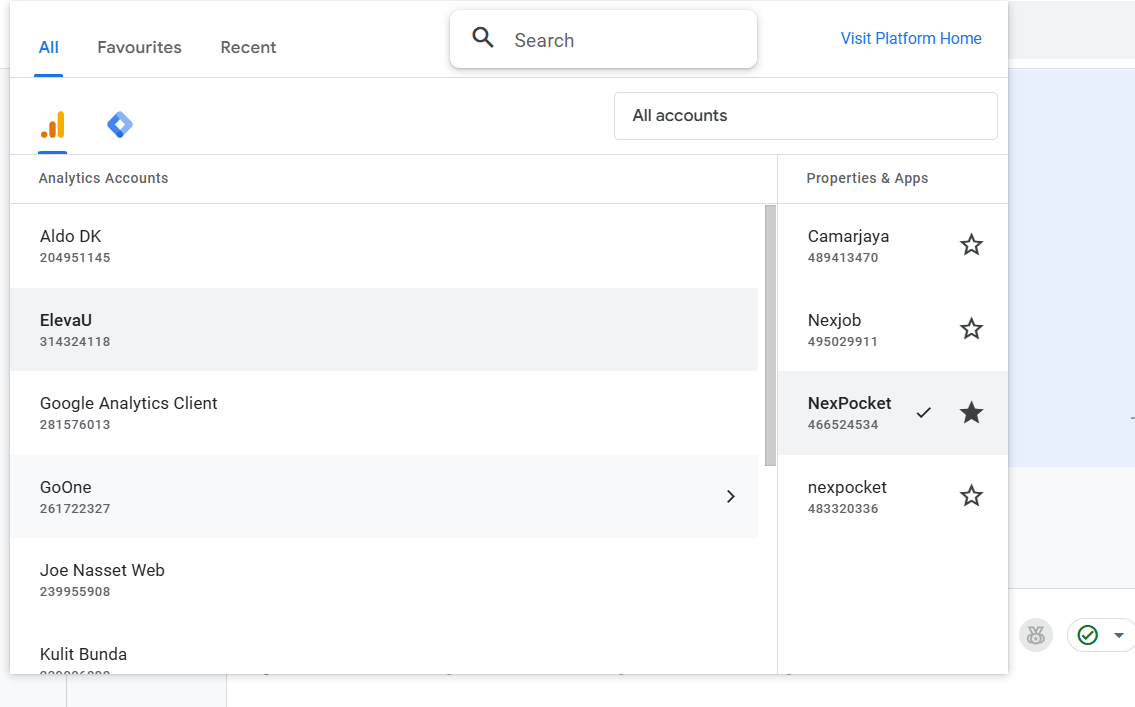 All
Favourites
Recent
Search
Visit Platform Home
All accounts
Analytics Accounts
Properties & Apps
Aldo DK
204951145
ElevaU
314324118
Google Analytics Client
281576013
GoOne
261722327
Joe Nasset Web
239955908
Kulit Bunda
Camarjaya
489413470
Nexjob
495029911
NexPocket
466524534
nexpocket
483320336